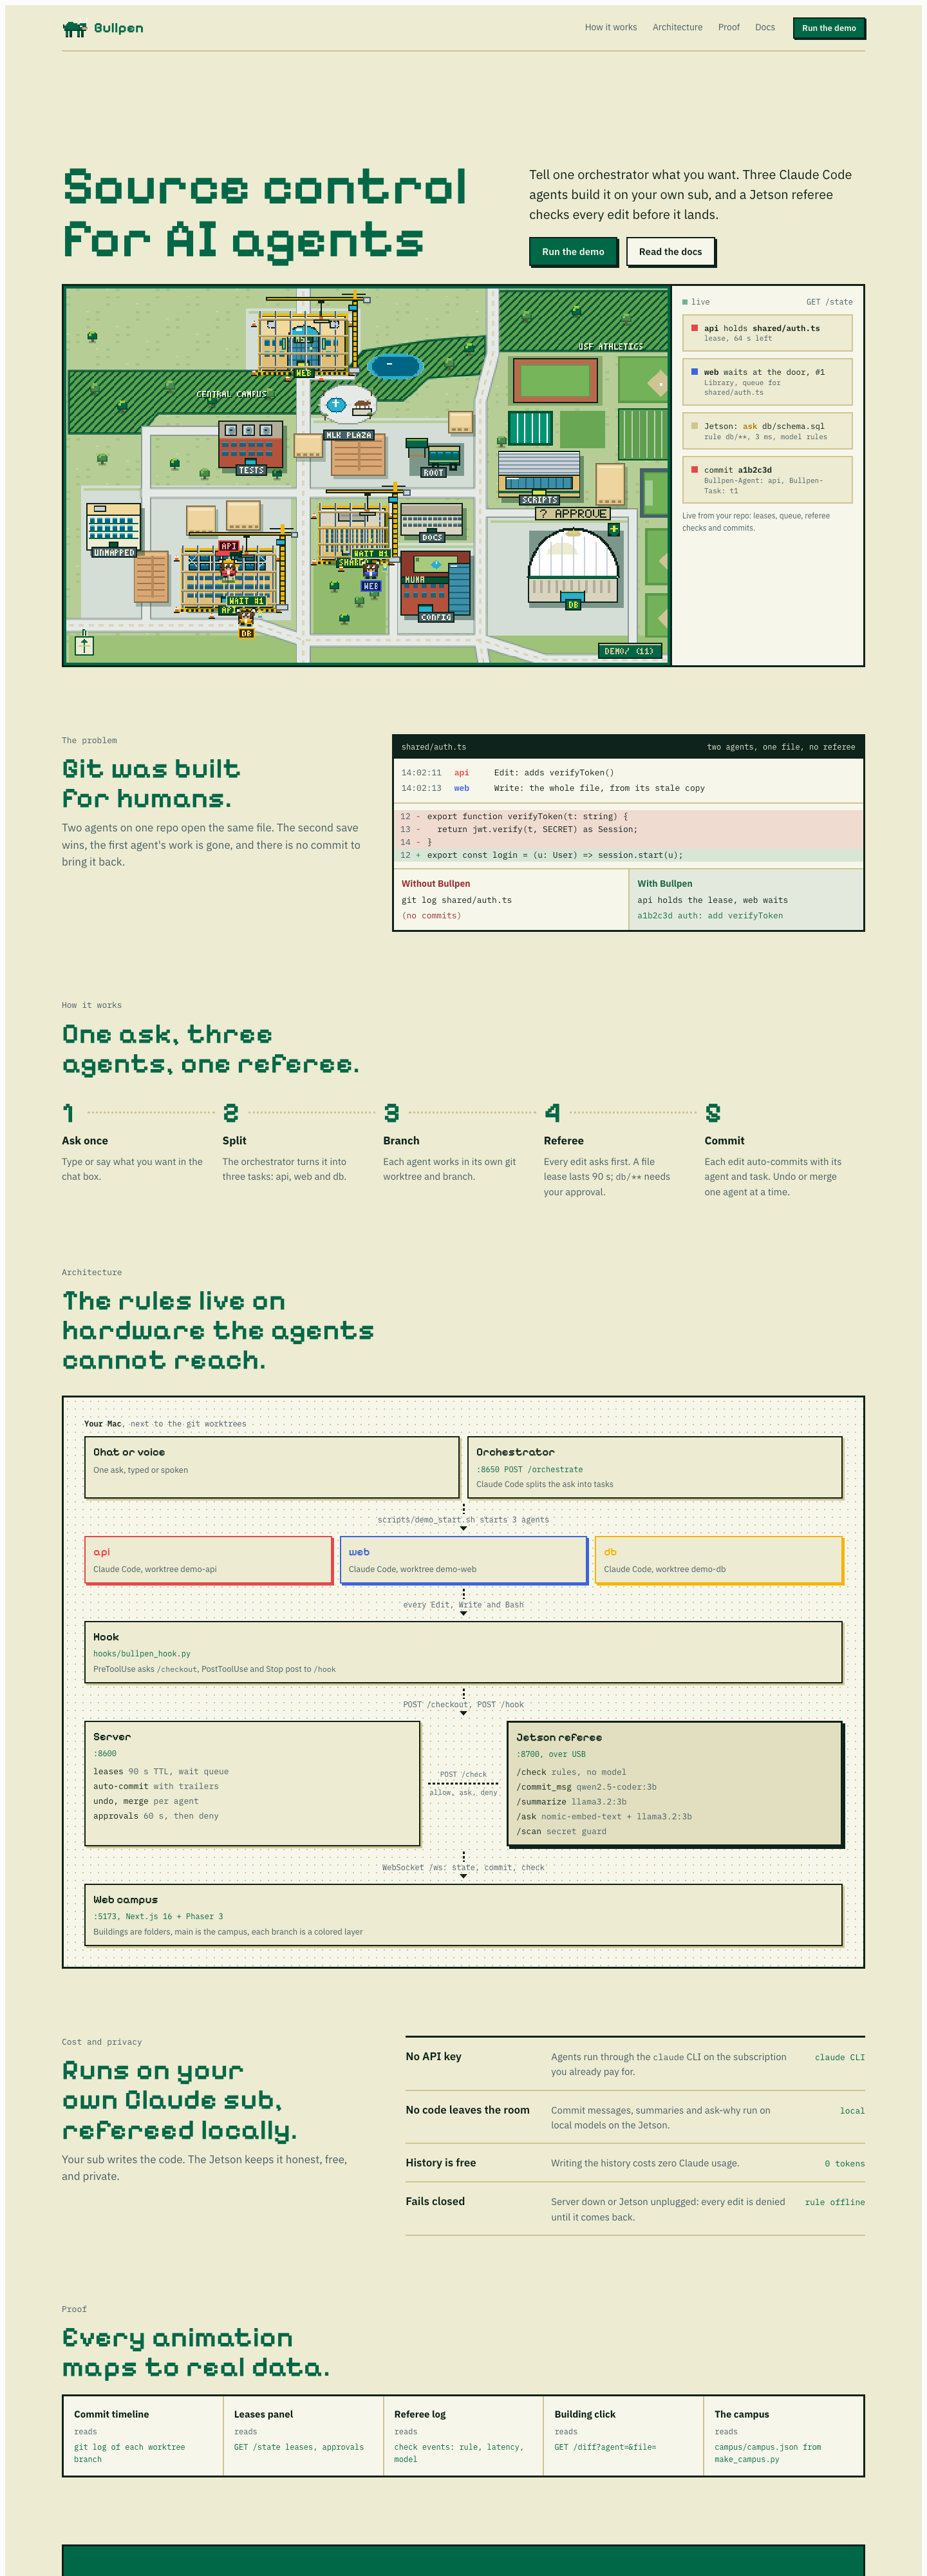 Bullpen
How it works
Architecture
Proof
Docs
Run the demo
Source control
for AI agents
Tell one orchestrator what you want. Three Claude Code
agents build it on your own sub, and a Jetson referee
checks every edit before it lands.
Run the demo
Read the docs
WEB
CENTRAL CAMPUS
USF ATHLETICS
MLK PLAZA
TESTS
ROOT
SCRIPTS
? APPROVE
UNMAPPED
DOCS
API
WAIT #1
WAIT #1
WEB
MUMA
CONFIG
DB
API
DB
DEMO/ (11)
live
GET /state
api holds shared/auth.ts
lease, 64 s left
web waits at the door, #1
Library, queue for
shared/auth.ts
Jetson: ask db/schema.sql
rule db/**, 3 ms, model rules
commit a1b2c3d
Bullpen-Agent: api, Bullpen-
Task: t1
Live from your repo: leases, queue, referee
checks and commits.
The problem
Git was built
for humans.
Two agents on one repo open the same file. The second save
wins, the first agent's work is gone, and there is no commit to
bring it back.
shared/auth.ts
two agents, one file, no referee
14:02:11 api Edit: adds verifyToken()
14:02:13 web Write: the whole file, from its stale copy
12 - export function verifyToken(t: string) {
13 - return jwt.verify(t, SECRET) as Session;
14 - }
12 + export const login = (u: User) => session.start(u);
Without Bullpen
git log shared/auth.ts
(no commits)
With Bullpen
api holds the lease, web waits
a1b2c3d auth: add verifyToken
How it works
One ask, three
agents, one referee.
1
Ask once
Type or say what you want in the
chat box.
2
Split
The orchestrator turns it into
three tasks: api, web and db.
3
Branch
Each agent works in its own git
worktree and branch.
4
Referee
Every edit asks first. A file
lease lasts 90 s; db/** needs
your approval.
5
Commit
Each edit auto-commits with its
agent and task. Undo or merge
one agent at a time.
Architecture
The rules live on
hardware the agents
cannot reach.
Your Mac, next to the git worktrees
Chat or voice
One ask, typed or spoken
Orchestrator
:8650 POST /orchestrate
Claude Code splits the ask into tasks
scripts/demo_start.sh starts 3 agents
api
Claude Code, worktree demo-api
web
Claude Code, worktree demo-web
db
Claude Code, worktree demo-db
every Edit, Write and Bash
Hook
hooks/bullpen_hook.py
PreToolUse asks /checkout, PostToolUse and Stop post to /hook
POST /checkout, POST /hook
Server
:8600
leases 90 s TTL, wait queue
auto-commit with trailers
undo, merge per agent
approvals 60 s, then deny
POST /check
allow, ask, deny
Jetson referee
:8700, over USB
/check rules, no model
/commit_msg qwen2.5-coder:3b
/summarize llama3.2:3b
/ask nomic-embed-text + llama3.2:3b
/scan secret guard
WebSocket /ws: state, commit, check
Web campus
:5173, Next.js 16 + Phaser 3
Buildings are folders, main is the campus, each branch is a colored layer
Cost and privacy
Runs on your
own Claude sub,
refereed locally.
Your sub writes the code. The Jetson keeps it honest, free,
and private.
No API key
Agents run through the claude CLI on the subscription
you already pay for.
claude CLI
No code leaves the room
Commit messages, summaries and ask-why run on
local models on the Jetson.
local
History is free
Writing the history costs zero Claude usage.
0 tokens
Fails closed
Server down or Jetson unplugged: every edit is denied
until it comes back.
rule offline
Proof
Every animation
maps to real data.
Commit timeline
reads
git log of each worktree
branch
Leases panel
reads
GET /state leases, approvals
Referee log
reads
check events: rule, latency,
model
Building click
reads
GET /diff?agent=&file=
The campus
reads
campus/campus.json from
make_campus.py